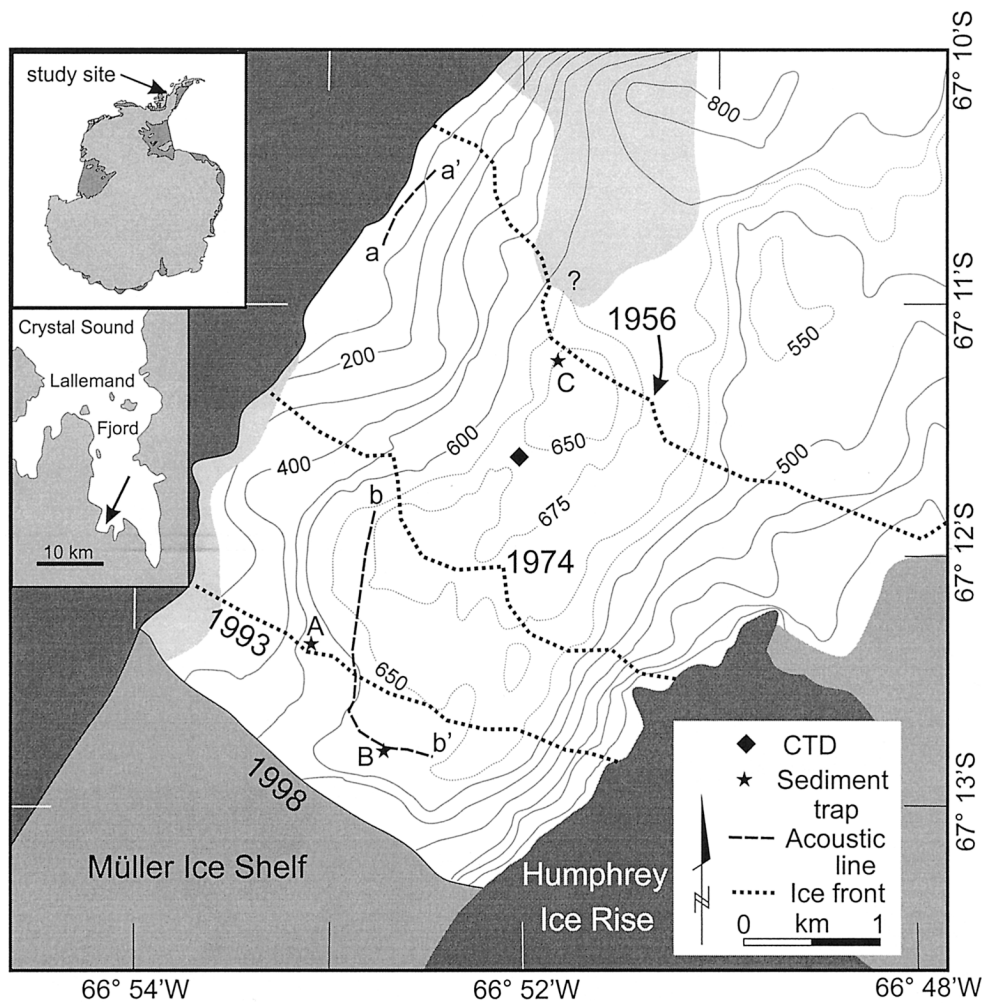 study site
Crystal Sound
Lallemand
Fjord
10 km
800
a'
a
?
1956
550
200
C
600
650
500
400
b
675
1974
1993
A
650
B
b'
1998
Müller Ice Shelf
Humphrey
Ice Rise
CTD
Sediment
trap
Acoustic
line
Ice front
0 km 1
67° 10'S
67° 11'S
67° 12'S
67° 13'S
66° 54'W
66° 52'W
66° 48'W